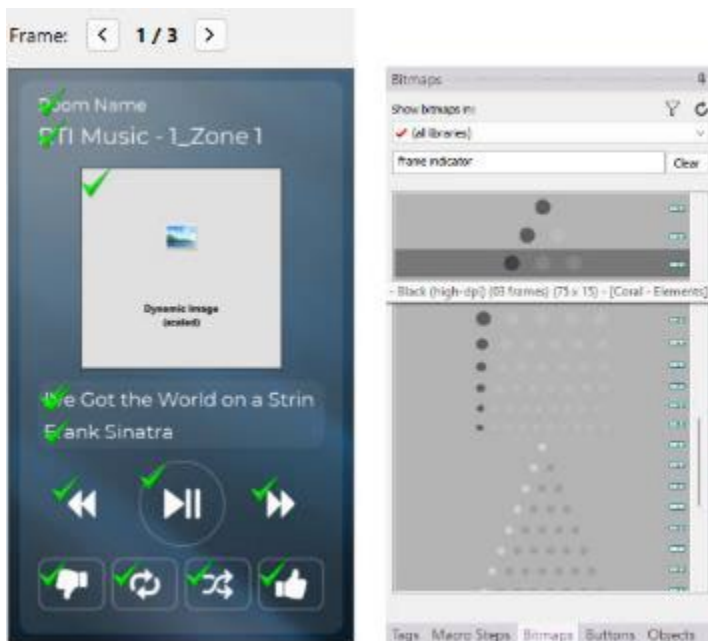 Frame: < 1 / 3 >
Room Name
RTI Music - 1_Zone 1
Dynamic Image
(scaled)
I've Got the World on a Strin
Frank Sinatra
Bitmaps
Show bitmaps in:
(all libraries)
frame indicator
Clear
- Black (high-dpi) (03 frames) (75 x 15) - [Coral - Elements]
Tags Macro Steps Bitmaps Buttons Objects